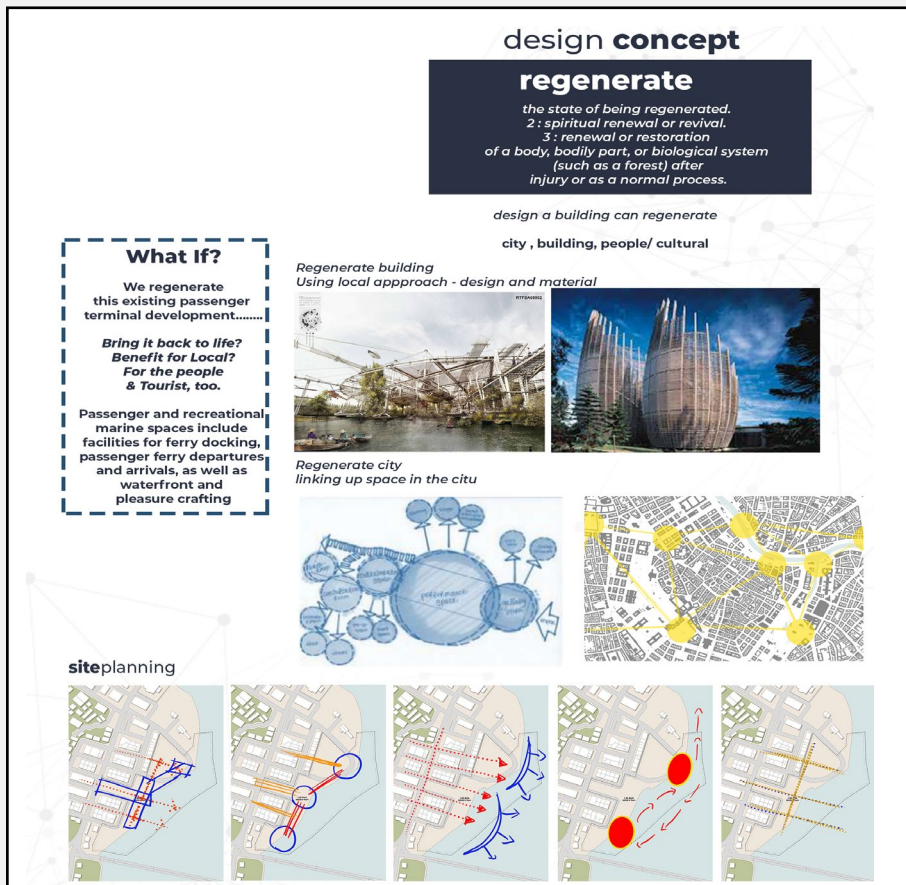 design concept
regenerate
the state of being regenerated.
2 : spiritual renewal or revival.
3 : renewal or restoration
of a body, bodily part, or biological system
(such as a forest) after
injury or as a normal process.
design a building can regenerate
city , building, people/ cultural
What If?
We regenerate
this existing passenger
terminal development........
Bring it back to life?
Benefit for Local?
For the people
& Tourist, too.
Passenger and recreational
marine spaces include
facilities for ferry docking,
passenger ferry departures
and arrivals, as well as
waterfront and
pleasure crafting
Regenerate building
Using local appproach - design and material
Regenerate city
linking up space in the citu
performance
space
siteplanning